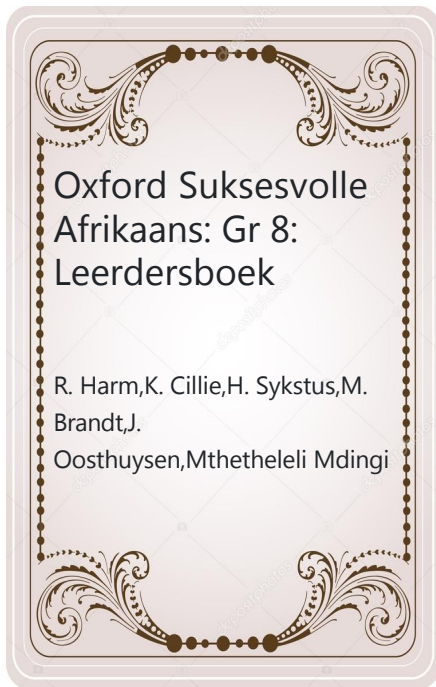 Oxford Suksesvolle
Afrikaans: Gr 8:
Leerdersboek
R. Harm,K. Cillie,H. Sykstus,M.
Brandt,J.
Oosthuysen,Mthetheleli Mdingi